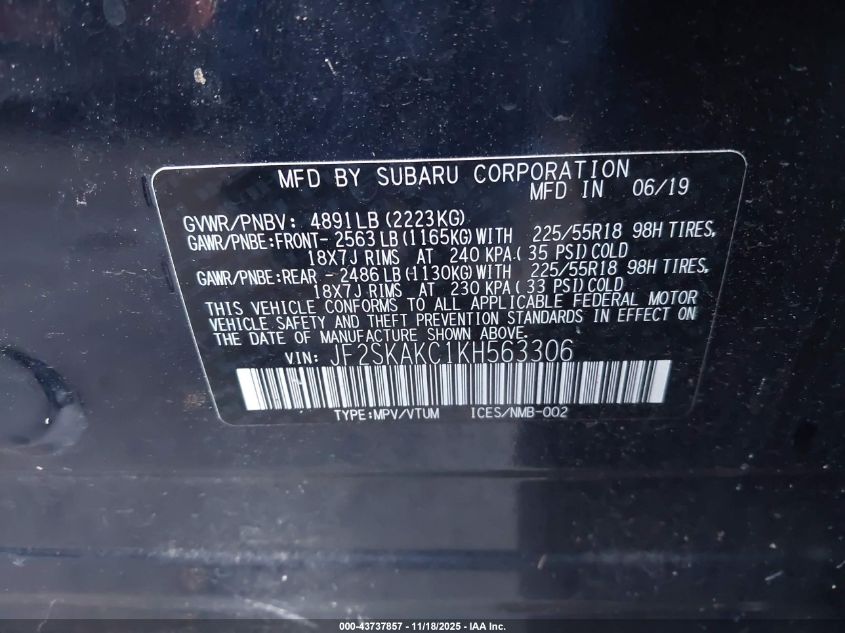 MFD BY SUBARU CORPORATION
MFD IN 06/19
GVWR/PNBV: 4891LB(2223KG)
GAWR/PNBE:FRONT- 2563LB(1165KG)WITH 225/55R18 98H TIRES,
18X7J RIMS AT 240 KPA.( 35 PSI)COLD
GAWR/PNBE:REAR - 2486LB(1130KG)WITH 225/55R18 98H TIRES,
18X7J RIMS AT 230 KPA( 33 PSI)COLD
THIS VEHICLE CONFORMS TO ALL APPLICABLE FEDERAL MOTOR
VEHICLE SAFETY AND THEFT PREVENTION STANDARDS IN EFFECT ON
THE DATE OF MANUFACTURE SHOWN ABOVE.
VIN: JF2SKAKC1KH563306
TYPE:MPV/VTUM ICES/NMB-002
000-43737857 - 11/18/2025 - IAA Inc.